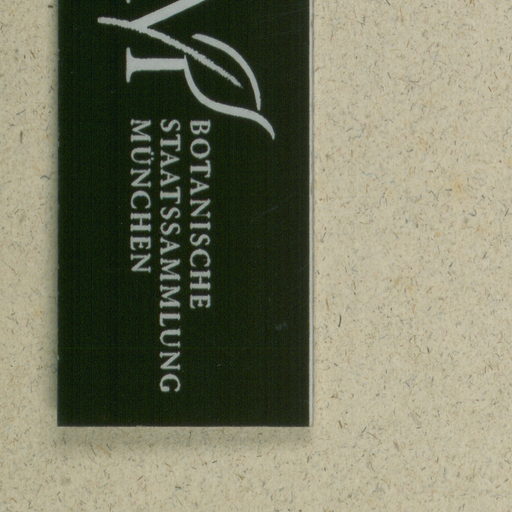 M
BOTANISCHE
STAATSSAMMLUNG
MÜNCHEN